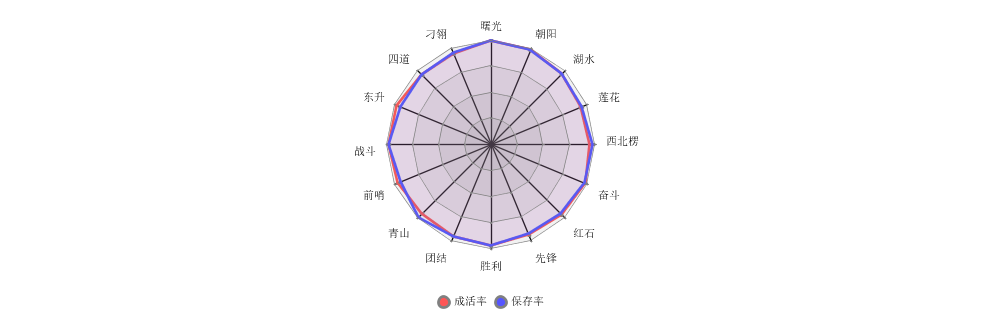 曙光
刁翎
朝阳
四道
湖水
东升
莲花
战斗
西北楞
前哨
奋斗
青山
红石
团结
先锋
胜利
成活率
保存率